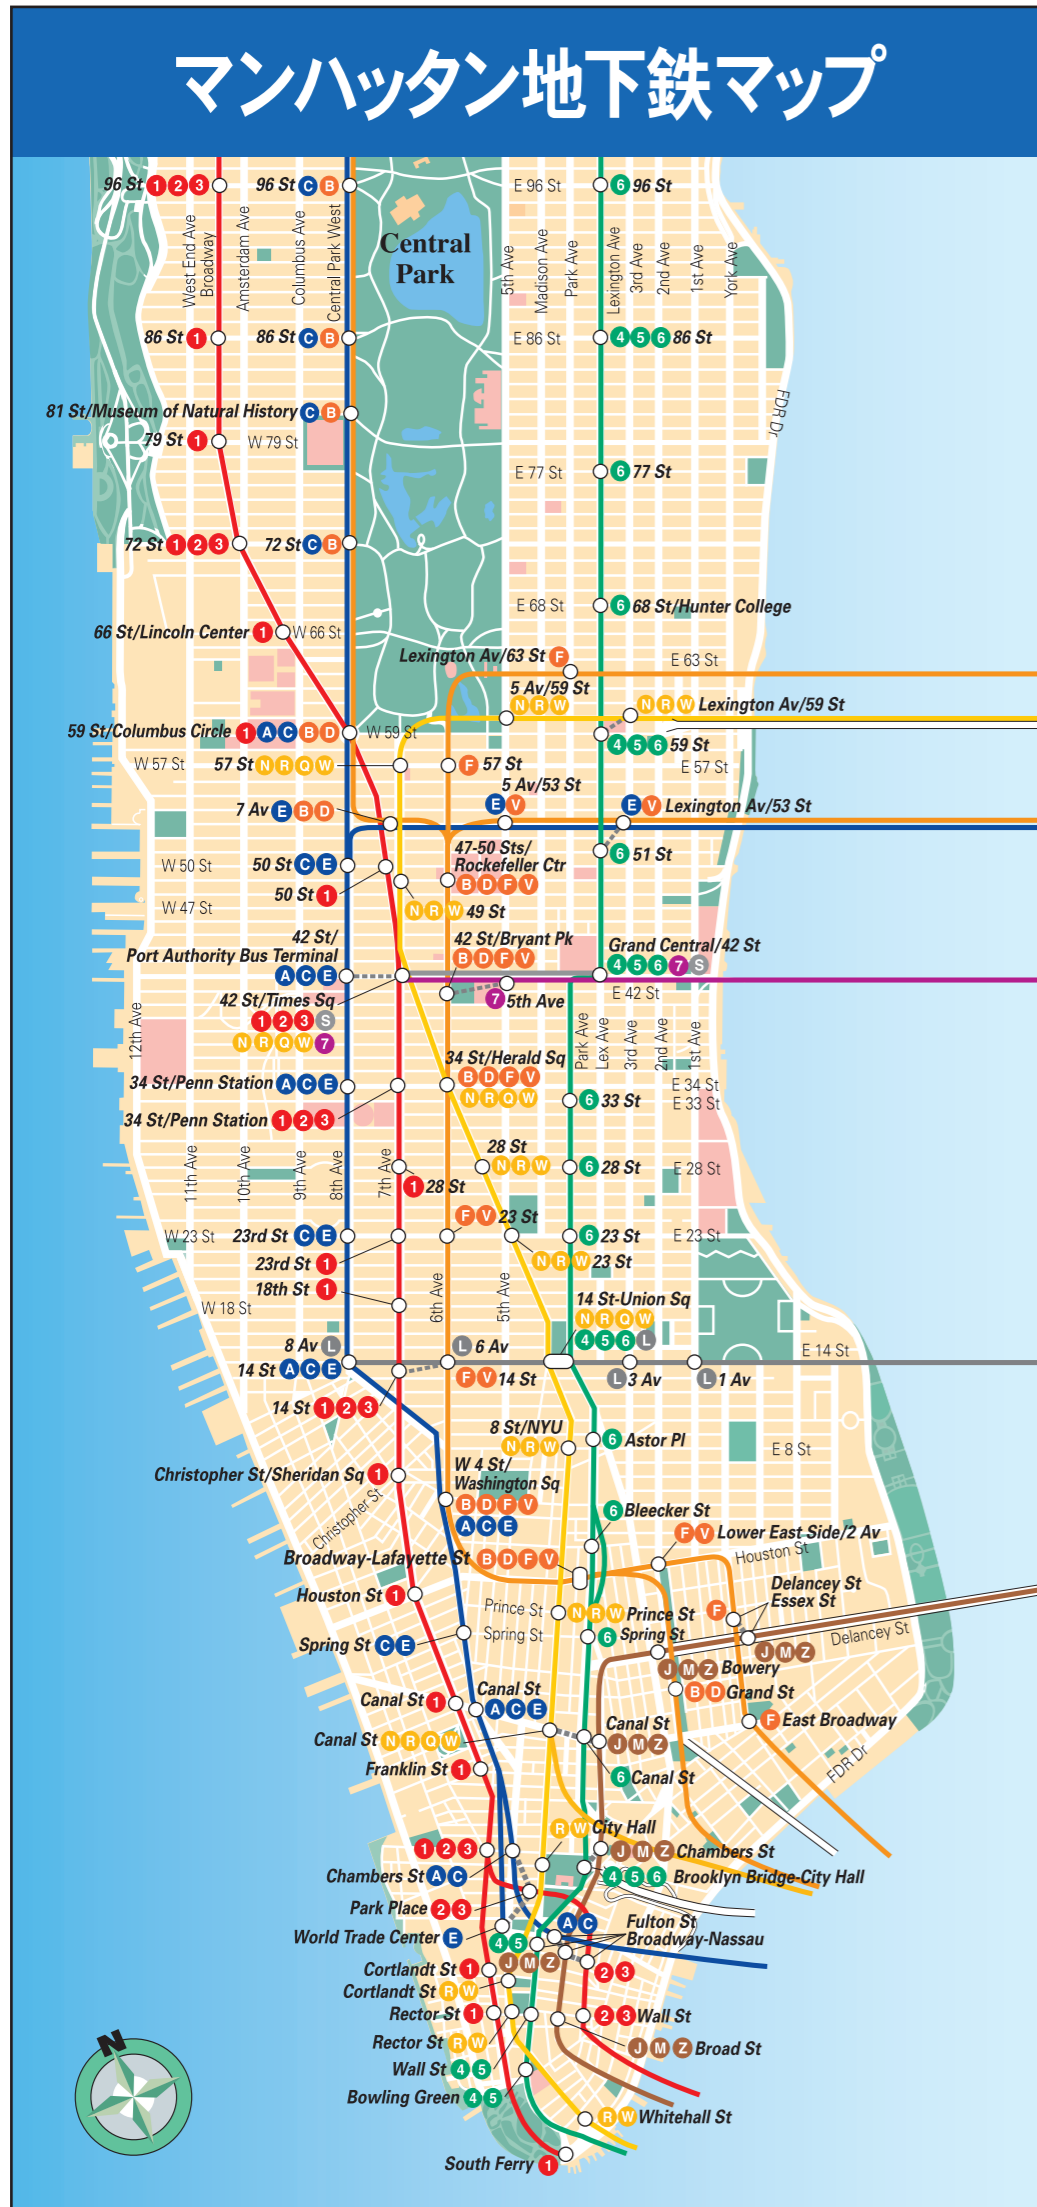 マンハッタン地下鉄マップ
96 St 1 2 3
96 St C B
E 96 St
6 96 St
Central
Park
West End Ave
Broadway
Amsterdam Ave
Columbus Ave
Central Park West
5th Ave
Madison Ave
Park Ave
Lexington Ave
3rd Ave
2nd Ave
1st Ave
York Ave
86 St 1
86 St C B
E 86 St
4 5 6 86 St
FDR Dr
81 St/Museum of Natural History C B
79 St 1
W 79 St
E 77 St
6 77 St
72 St 1 2 3
72 St C B
E 68 St
6 68 St/Hunter College
66 St/Lincoln Center 1
W 66 St
Lexington Av/63 St F
E 63 St
5 Av/59 St
N R W
N R W Lexington Av/59 St
59 St/Columbus Circle 1 A C B D
W 59 St
4 5 6 59 St
W 57 St
57 St N R Q W
F 57 St
E 57 St
5 Av/53 St
E V
E V Lexington Av/53 St
7 Av E B D
47-50 Sts/
Rockefeller Ctr
B D F V
6 51 St
W 50 St
50 St C E
50 St 1
W 47 St
N R W 49 St
42 St/
Port Authority Bus Terminal
A C E
42 St/Bryant Pk
B D F V
Grand Central/42 St
4 5 6 7 S
42 St/Times Sq
1 2 3 S
N R Q W 7
7 5th Ave
E 42 St
12th Ave
Park Ave
Lex Ave
3rd Ave
2nd Ave
1st Ave
34 St/Herald Sq
B D F V
N R Q W
34 St/Penn Station A C E
E 34 St
6 33 St
E 33 St
34 St/Penn Station 1 2 3
28 St
N R W
6 28 St
E 28 St
11th Ave
10th Ave
9th Ave
8th Ave
7th Ave
1 28 St
F V 23 St
W 23 St
23rd St C E
6 23 St
E 23 St
23rd St 1
N R W 23 St
18th St 1
W 18 St
6th Ave
5th Ave
14 St-Union Sq
N R Q W
4 5 6 L
8 Av L
L 6 Av
E 14 St
14 St A C E
F V 14 St
L 3 Av
L 1 Av
14 St 1 2 3
8 St/NYU
N R W
6 Astor Pl
E 8 St
Christopher St/Sheridan Sq 1
W 4 St/
Washington Sq
B D F V
A C E
Christopher St
6 Bleecker St
F V Lower East Side/2 Av
Houston St
Broadway-Lafayette St B D F V
Delancey St
Essex St
Houston St 1
Prince St
N R W Prince St
F
Spring St C E
Spring St
6 Spring St
Delancey St
J M Z
J M Z Bowery
B D Grand St
Canal St 1
Canal St
A C E
F East Broadway
Canal St N R Q W
Canal St
J M Z
Franklin St 1
6 Canal St
FDR Dr
R W City Hall
1 2 3
J M Z Chambers St
Chambers St A C
4 5 6 Brooklyn Bridge-City Hall
Park Place 2 3
A C
Fulton St
Broadway-Nassau
World Trade Center E
4 5
J M Z
Cortlandt St 1
2 3
Cortlandt St R W
Rector St 1
2 3 Wall St
Rector St R W
J M Z Broad St
Wall St 4 5
Bowling Green 4 5
R W Whitehall St
South Ferry 1
N